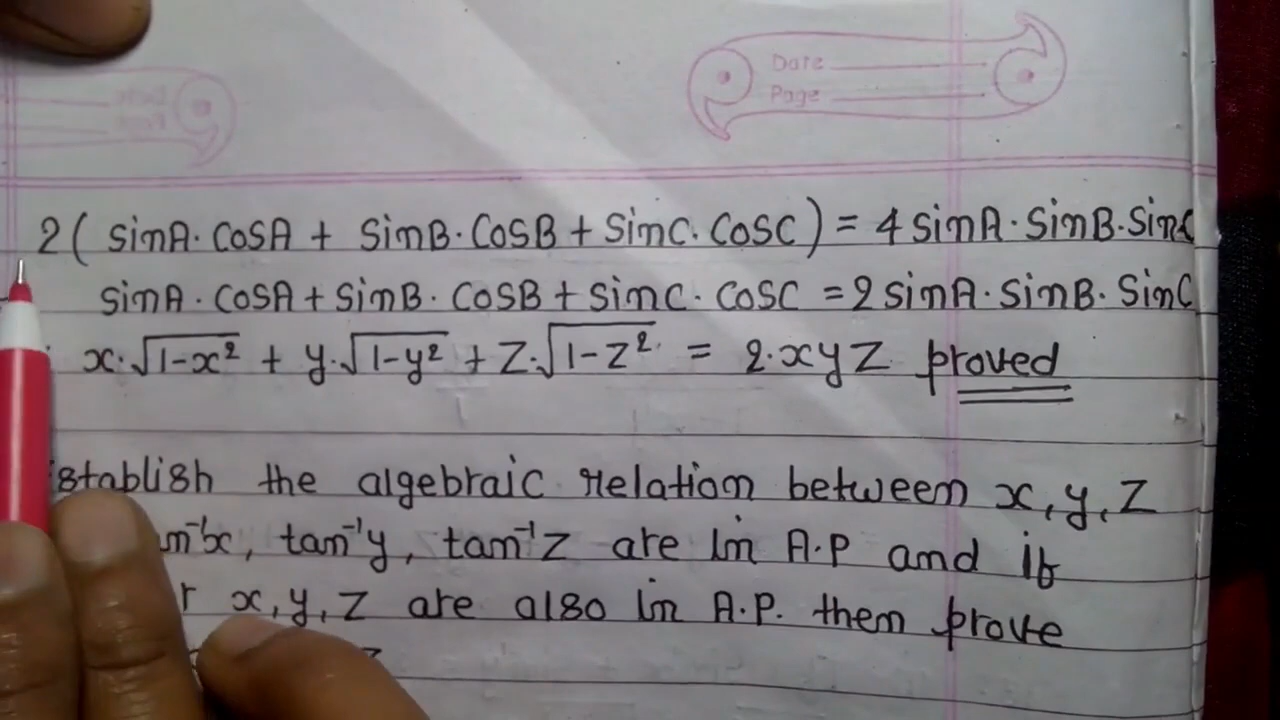 Date
Page
2( sinA·cosA + sinB·cosB + sinC·cosC ) = 4 sinA·sinB·sinC
sinA·cosA + sinB·cosB + sinC·cosC = 2 sinA·sinB·sinC
x·√1-x² + y·√1-y² + z·√1-z² = 2·xyz proved
stablish the algebraic relation between x, y, z
n⁻¹x, tan⁻¹y, tan⁻¹z are in A.P and if
r x, y, z are also in A.P. then prove